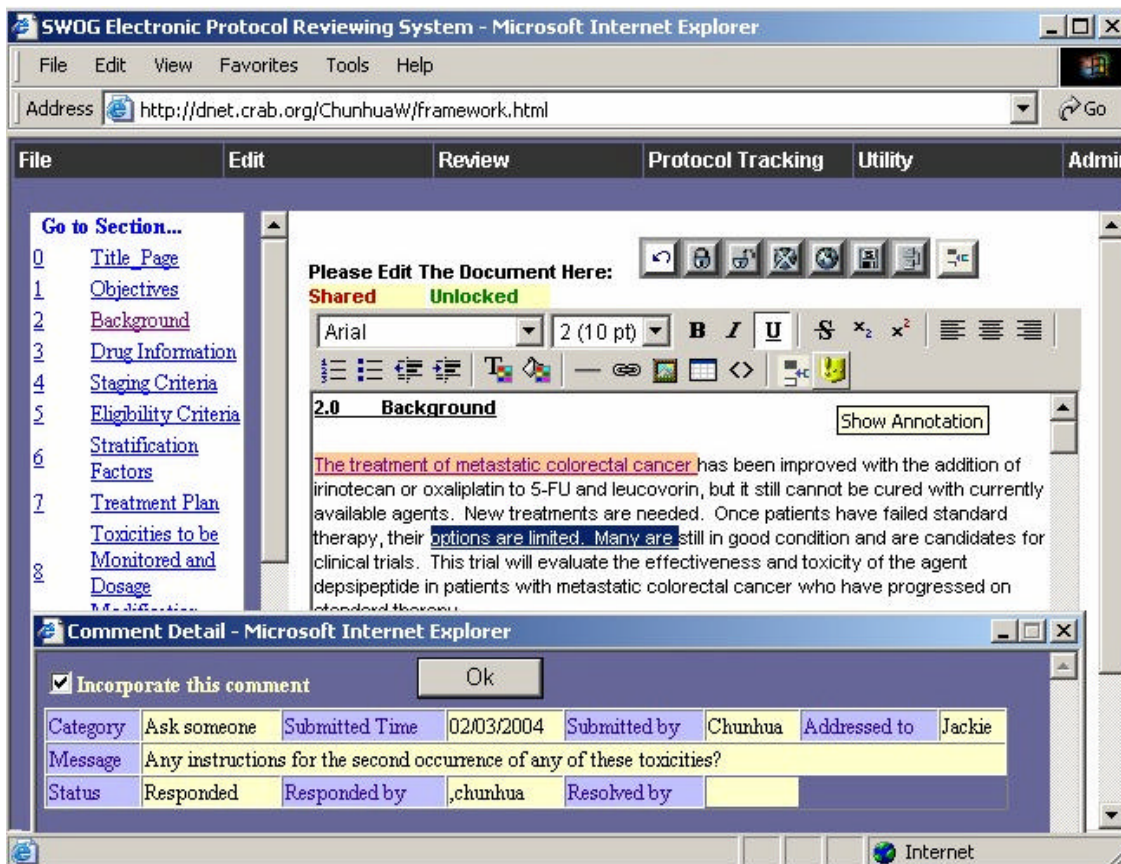 SWOG Electronic Protocol Reviewing System - Microsoft Internet Explorer
File Edit View Favorites Tools Help
Address http://dnet.crab.org/ChunhuaW/framework.html Go
File Edit Review Protocol Tracking Utility
Go to Section...
0 Title_Page
1 Objectives
2 Background
3 Drug Information
4 Staging Criteria
5 Eligibility Criteria
6 Stratification
Factors
7 Treatment Plan
8 Toxicities to be
Monitored and
Dosage
Please Edit The Document Here:
Shared Unlocked
Arial 2 (10 pt) B I U S x2 x2
2.0 Background
Show Annotation
The treatment of metastatic colorectal cancer has been improved with the addition of
irinotecan or oxaliplatin to 5-FU and leucovorin, but it still cannot be cured with currently
available agents. New treatments are needed. Once patients have failed standard
therapy, their options are limited. Many are still in good condition and are candidates for
clinical trials. This trial will evaluate the effectiveness and toxicity of the agent
depsipeptide in patients with metastatic colorectal cancer who have progressed on
standard therapy
Comment Detail - Microsoft Internet Explorer
Incorporate this comment Ok
Category Ask someone Submitted Time 02/03/2004 Submitted by Chunhua Addressed to Jackie
Message Any instructions for the second occurrence of any of these toxicities?
Status Responded Responded by ,chunhua Resolved by
Internet